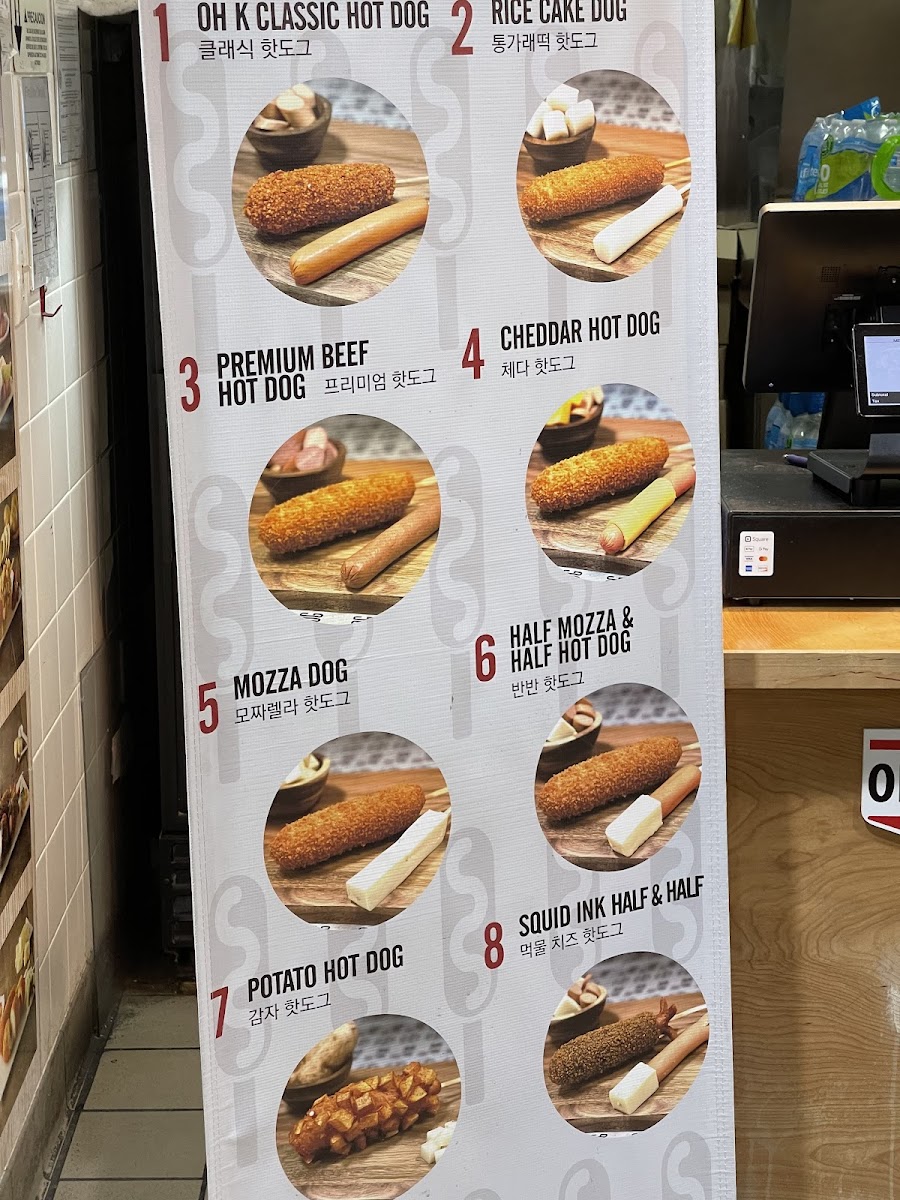 1 OH K CLASSIC HOT DOG
클래식 핫도그
2 RICE CAKE DOG
통가래떡 핫도그
3 PREMIUM BEEF
HOT DOG 프리미엄 핫도그
4 CHEDDAR HOT DOG
체다 핫도그
5 MOZZA DOG
모짜렐라 핫도그
6 HALF MOZZA &
HALF HOT DOG
반반 핫도그
7 POTATO HOT DOG
감자 핫도그
8 SQUID INK HALF & HALF
먹물 치즈 핫도그
Square
Subtotal
Tax